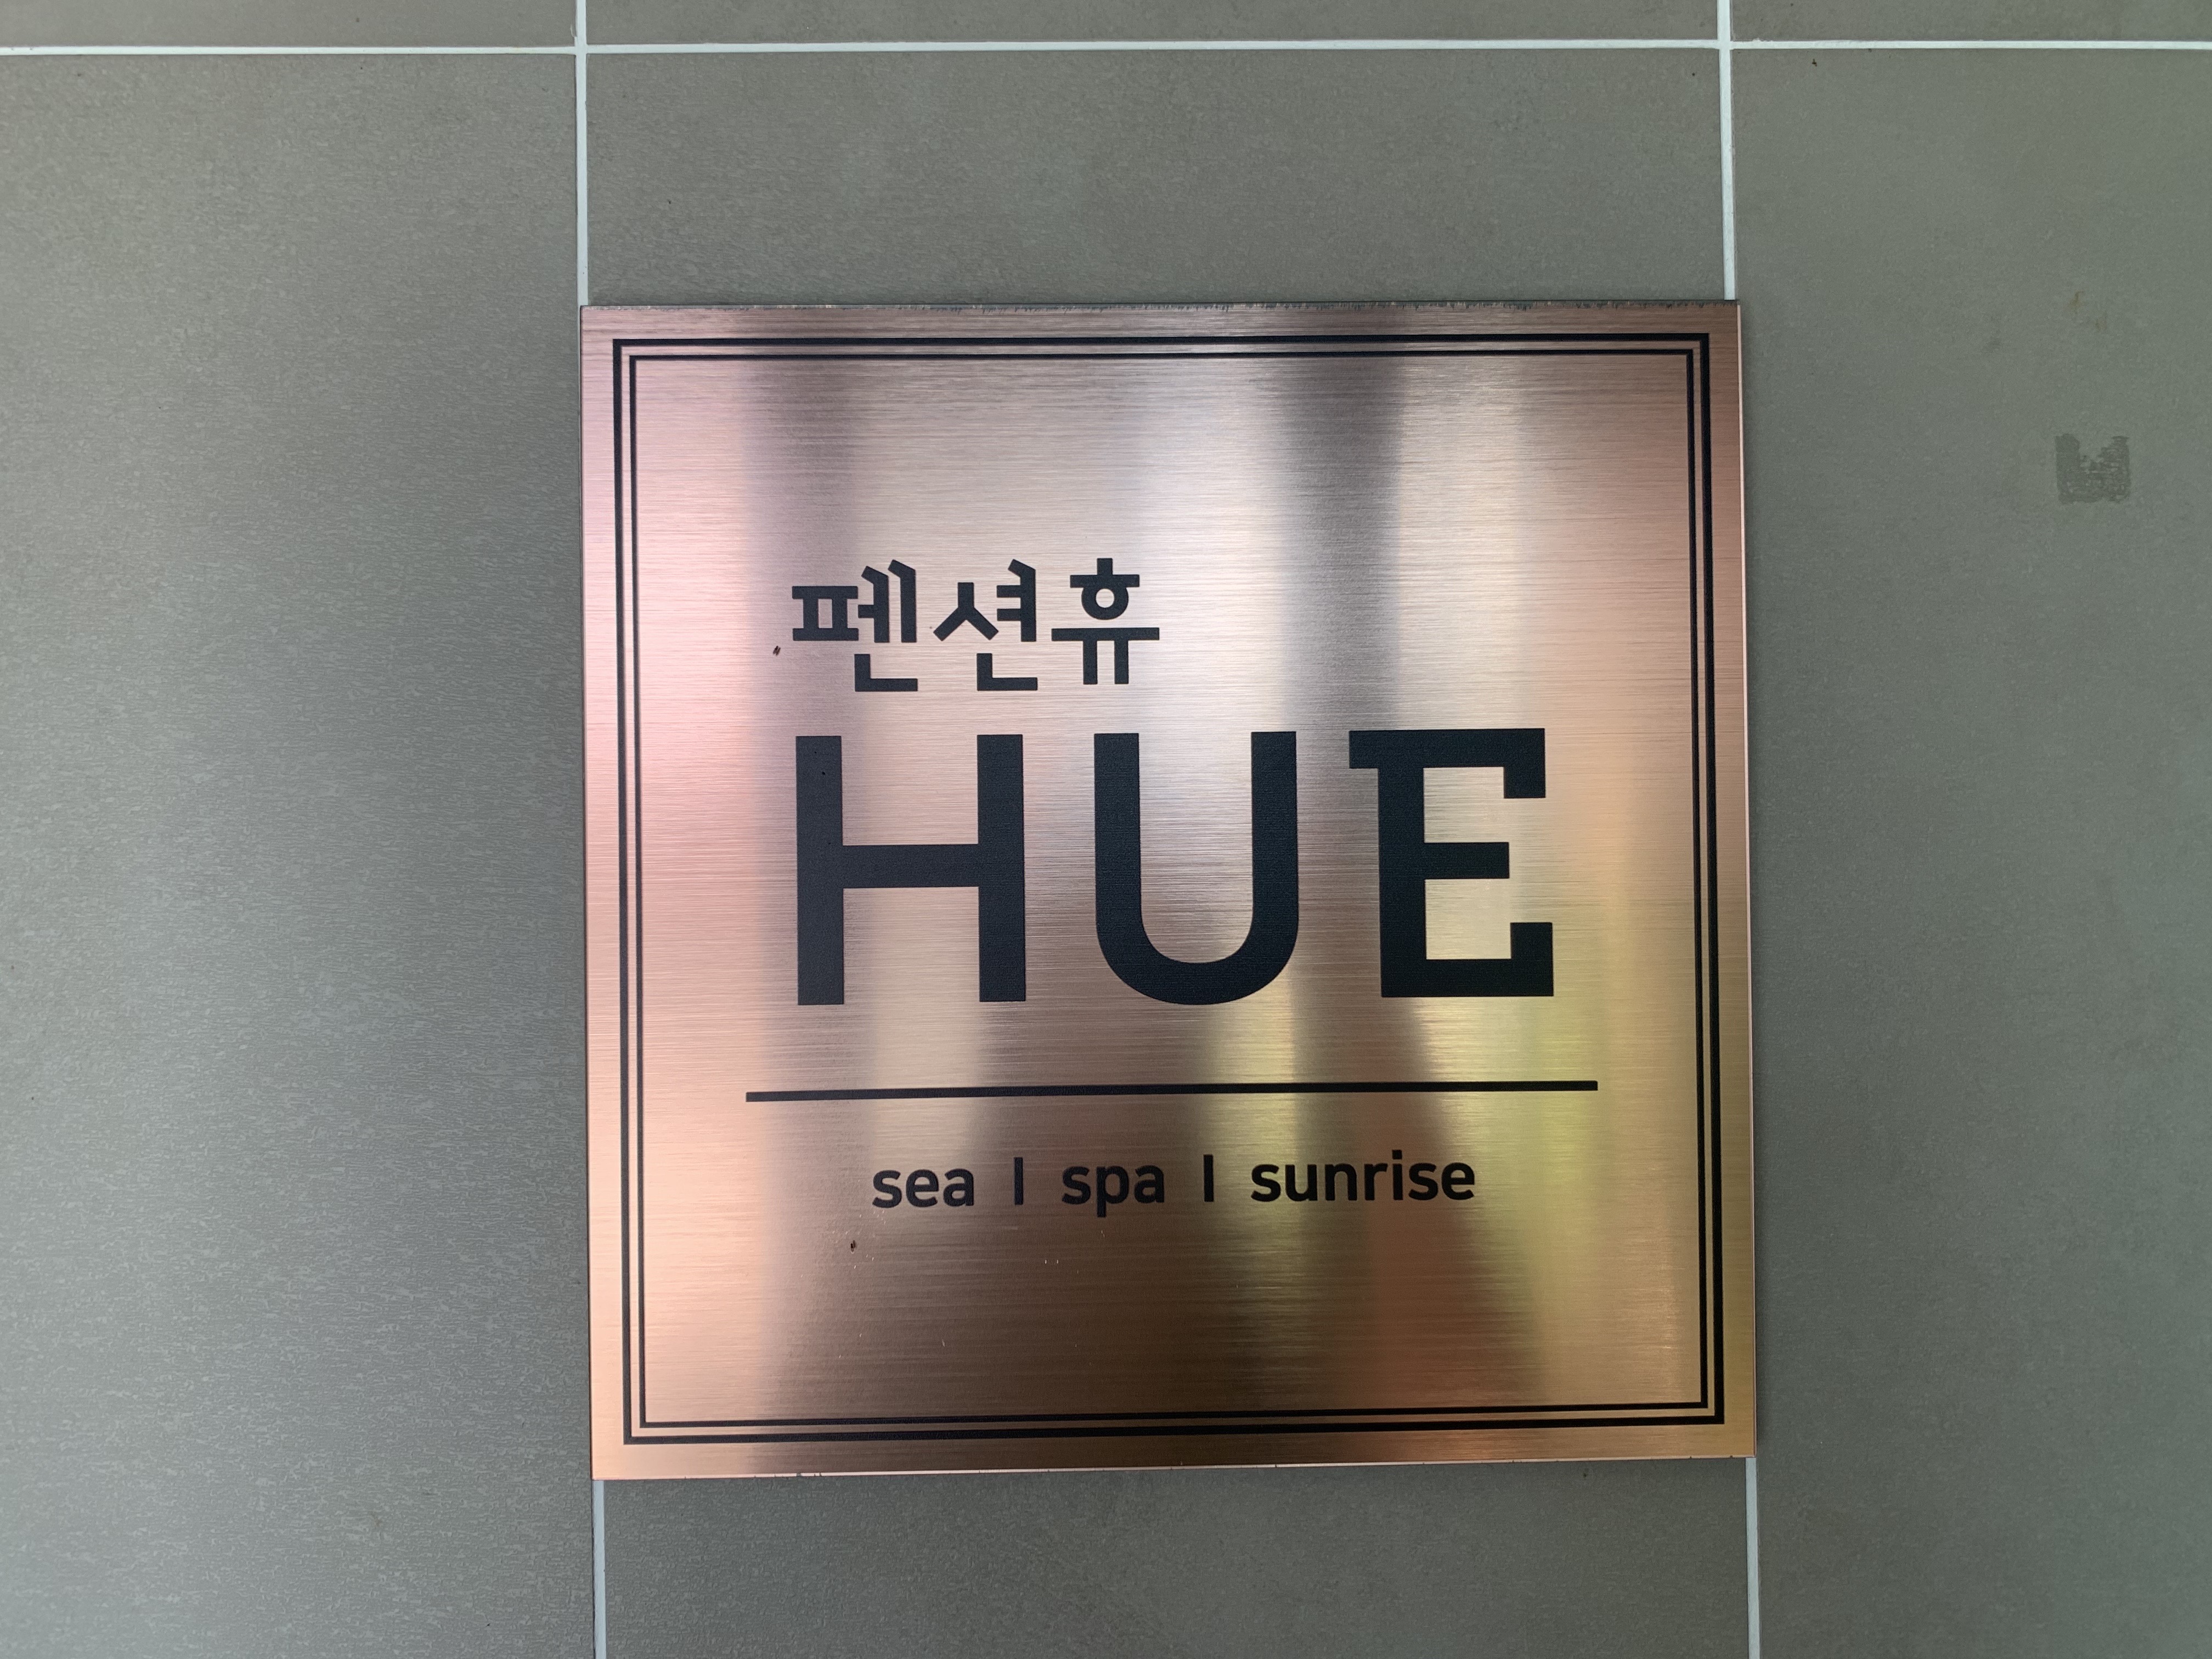 펜션휴
HUE
sea | spa | sunrise